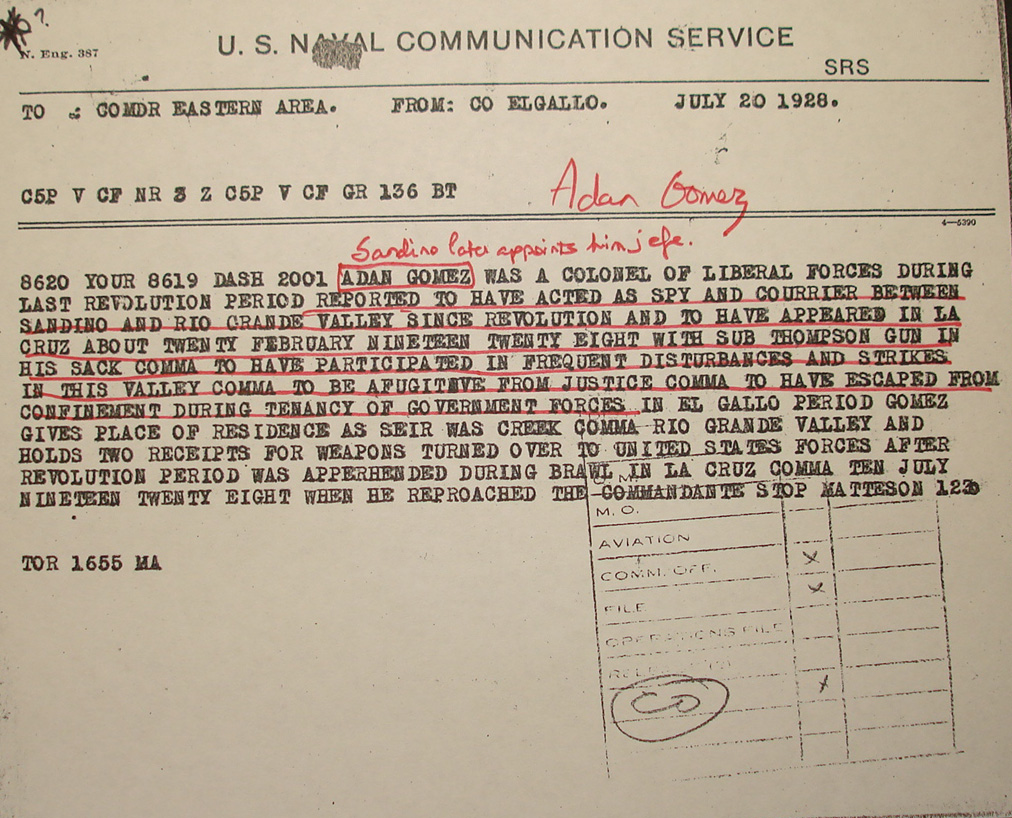 ?
N. Eng. 387
U. S. NAVAL COMMUNICATION SERVICE
SRS
TO : COMDR EASTERN AREA. FROM: CO ELGALLO. JULY 20 1928.
C5P V CF NR 3 Z C5P V CF GR 136 BT
Adan Gomez
4—5390
Sandino later appoints him jefe.
8620 YOUR 8619 DASH 2001 ADAN GOMEZ WAS A COLONEL OF LIBERAL FORCES DURING
LAST REVOLUTION PERIOD REPORTED TO HAVE ACTED AS SPY AND COURRIER BETWEEN
SANDINO AND RIO GRANDE VALLEY SINCE REVOLUTION AND TO HAVE APPEARED IN LA
CRUZ ABOUT TWENTY FEBRUARY NINETEEN TWENTY EIGHT WITH SUB THOMPSON GUN IN
HIS SACK COMMA TO HAVE PARTICIPATED IN FREQUENT DISTURBANCES AND STRIKES
IN THIS VALLEY COMMA TO BE AFUGITNVE FROM JUSTICE COMMA TO HAVE ESCAPED FROM
CONFINEMENT DURING TENANCY OF GOVERNMENT FORCES IN EL GALLO PERIOD GOMEZ
GIVES PLACE OF RESIDENCE AS SEIR WAS CREEK COMMA RIO GRANDE VALLEY AND
HOLDS TWO RECEIPTS FOR WEAPONS TURNED OVER TO UNITED STATES FORCES AFTER
REVOLUTION PERIOD WAS APPERHENDED DURING BRAWL IN LA CRUZ COMMA TEN JULY
NINETEEN TWENTY EIGHT WHEN HE REPROACHED THE COMMANDANTE STOP MATTESON
M. O.
AVIATION
TOR 1655 MA
COMM. OFF.
FILE
OPERATIONS FILE
CO